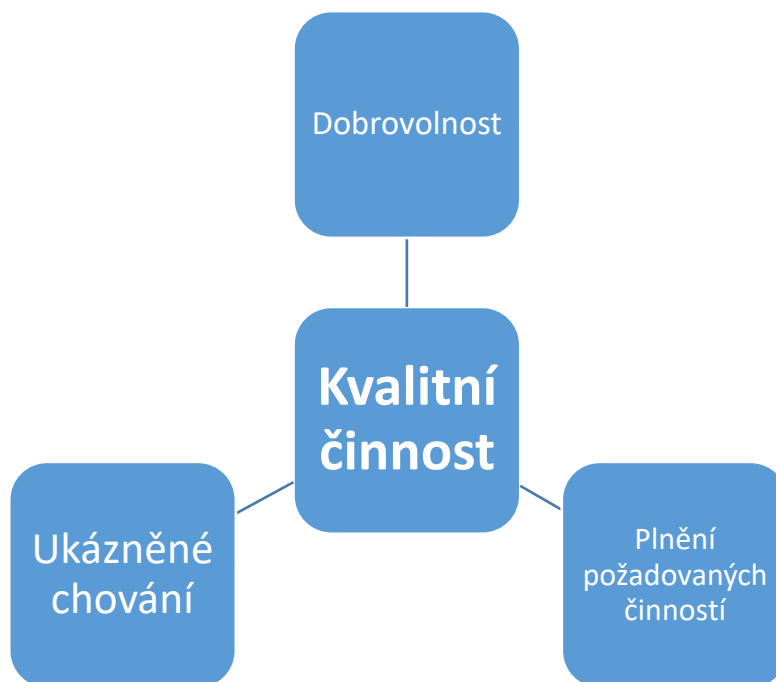 Dobrovolnost
Kvalitní
činnost
Ukázněné
chování
Plnění
požadovaných
činností